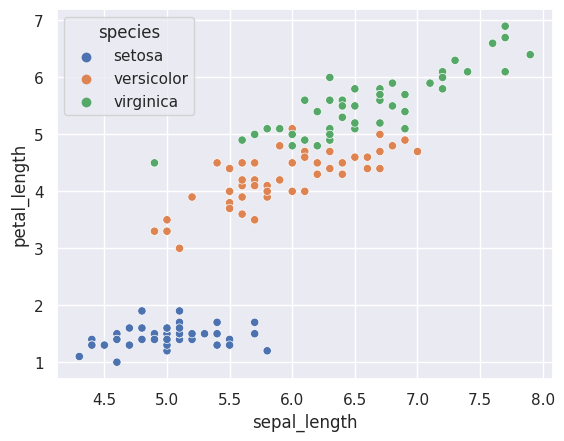 species
setosa
versicolor
virginica
7
6
5
4
3
2
1
petal_length
4.5 5.0 5.5 6.0 6.5 7.0 7.5 8.0
sepal_length